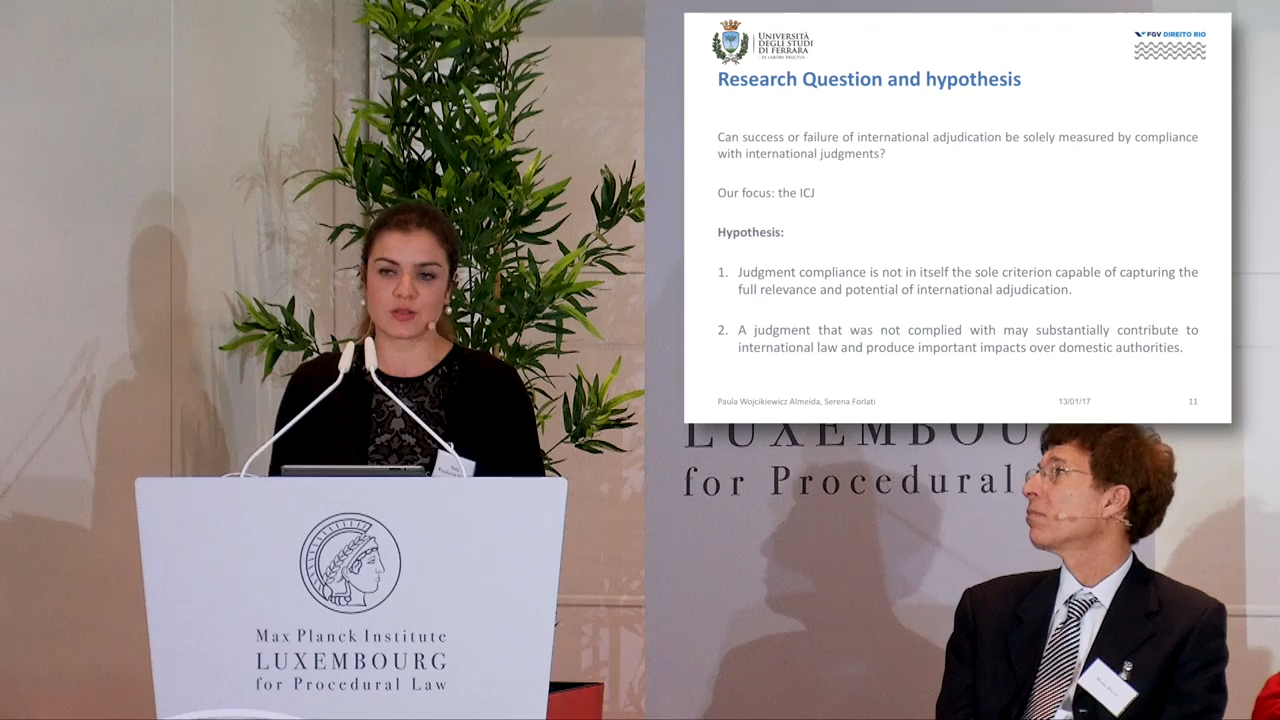 UNIVERSITÀ
DEGLI STUDI
DI FERRARA
- EX LABORE FRUCTUS -
FGV DIREITO RIO
Research Question and hypothesis
Can success or failure of international adjudication be solely measured by compliance
with international judgments?
Our focus: the ICJ
Hypothesis:
1. Judgment compliance is not in itself the sole criterion capable of capturing the
full relevance and potential of international adjudication.
2. A judgment that was not complied with may substantially contribute to
international law and produce important impacts over domestic authorities.
Paula Wojcikiewicz Almeida, Serena Forlati 13/01/17 11
LUXEMBOU
for Procedural
Max Planck Institute
LUXEMBOURG
for Procedural Law